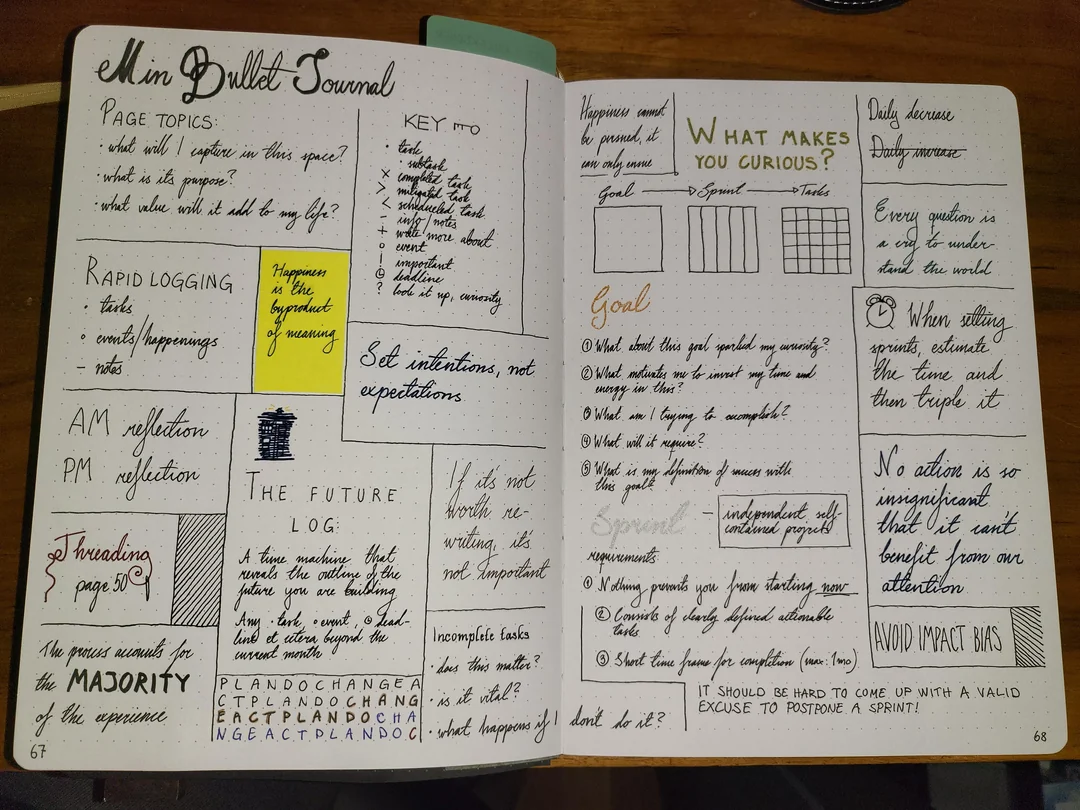 Min Bullet Journal
PAGE TOPICS:
· what will I capture in this space?
· what is its purpose?
· what value will it add to my life?
KEY
· task
· subtask
× completed task
> migrated task
< scheduled task
– info/notes
+ write more about
o event
! important
deadline
? look it up, curiosity
RAPID LOGGING
· tasks
o events/happenings
– notes
Happiness
is the
byproduct
of meaning
Set intentions, not
expectations
AM reflection
PM reflection
THE FUTURE
LOG:
A time machine that
reveals the outline of the
future you are building
Any · task, o event, dead-
line et cetera beyond the
current month
If it's not
worth re-
writing, it's
not important
Threading
page 50
The process accounts for
the MAJORITY
of the experience
PLANDOCHANGEA
CTPLANDOCHANG
EACTPLANDOCHA
NGEACTPLANDOC
Incomplete tasks
· does this matter?
· is it vital?
· what happens if I don't do it?
67
Happiness cannot
be pursued, it
can only ensue
WHAT MAKES
YOU CURIOUS?
Daily decrease
Daily increase
Goal → Sprint → Tasks
Every question is
a cry to under-
stand the world
Goal
① What about this goal sparked my curiosity?
② What motivates me to invest my time and
energy in this?
③ What am I trying to accomplish?
④ What will it require?
⑤ What is my definition of success with
this goal?
When setting
sprints, estimate
the time and
then triple it
Sprint – independent self-
contained projects
requirements
① Nothing prevents you from starting now
② Consists of clearly defined actionable
tasks
③ Short time frame for completion (max: 1mo)
No action is so
insignificant
that it can't
benefit from our
attention
AVOID IMPACT BIAS
IT SHOULD BE HARD TO COME UP WITH A VALID
EXCUSE TO POSTPONE A SPRINT!
68